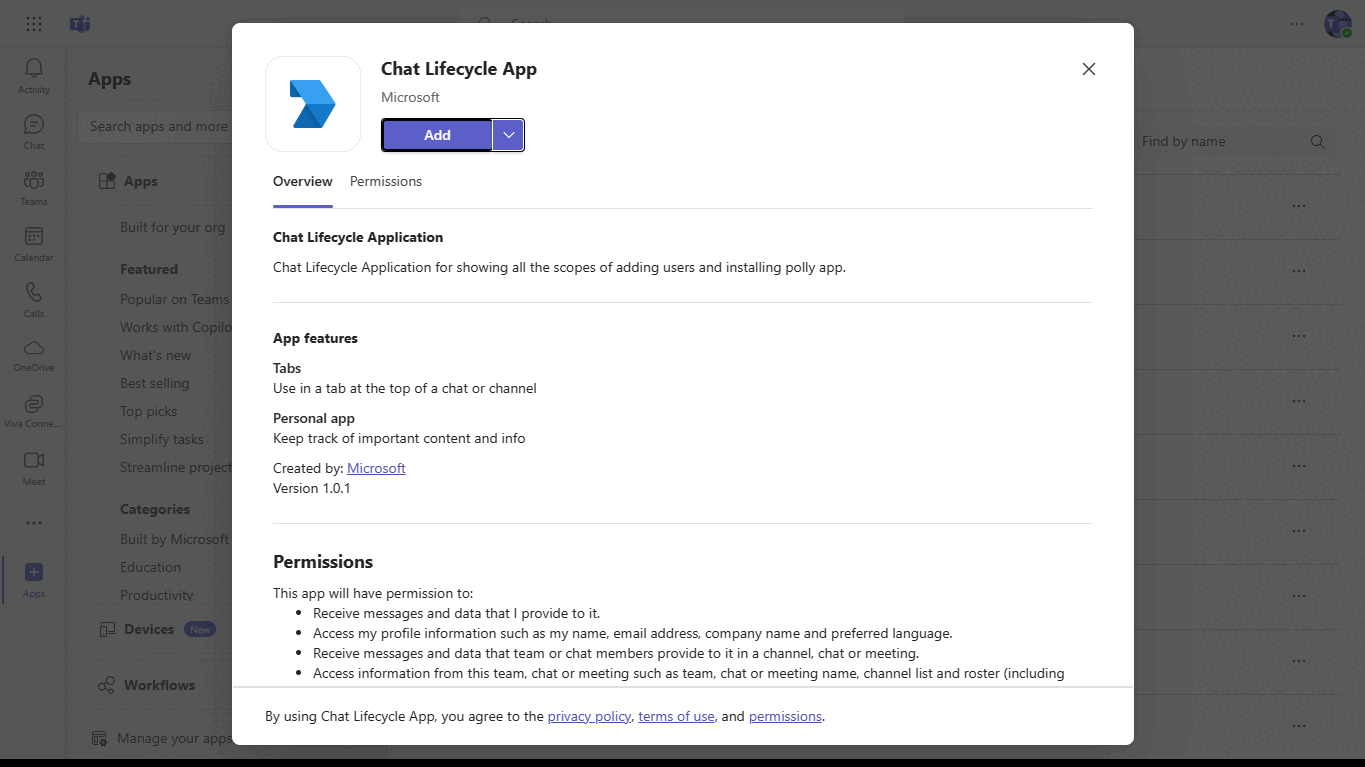 Search
Activity
Chat
Teams
Calendar
Calls
OneDrive
Viva Conne...
Meet
Apps
Apps
Search apps and more
Apps
Built for your org
Featured
Popular on Teams
Works with Copilo
What's new
Best selling
Top picks
Simplify tasks
Streamline project
Categories
Built by Microsoft
Education
Productivity
Devices New
Workflows
Manage your apps
Find by name
Chat Lifecycle App
Microsoft
Add
Overview Permissions
Chat Lifecycle Application
Chat Lifecycle Application for showing all the scopes of adding users and installing polly app.
App features
Tabs
Use in a tab at the top of a chat or channel
Personal app
Keep track of important content and info
Created by: Microsoft
Version 1.0.1
Permissions
This app will have permission to:
• Receive messages and data that I provide to it.
• Access my profile information such as my name, email address, company name and preferred language.
• Receive messages and data that team or chat members provide to it in a channel, chat or meeting.
• Access information from this team, chat or meeting such as team, chat or meeting name, channel list and roster (including
By using Chat Lifecycle App, you agree to the privacy policy, terms of use, and permissions.